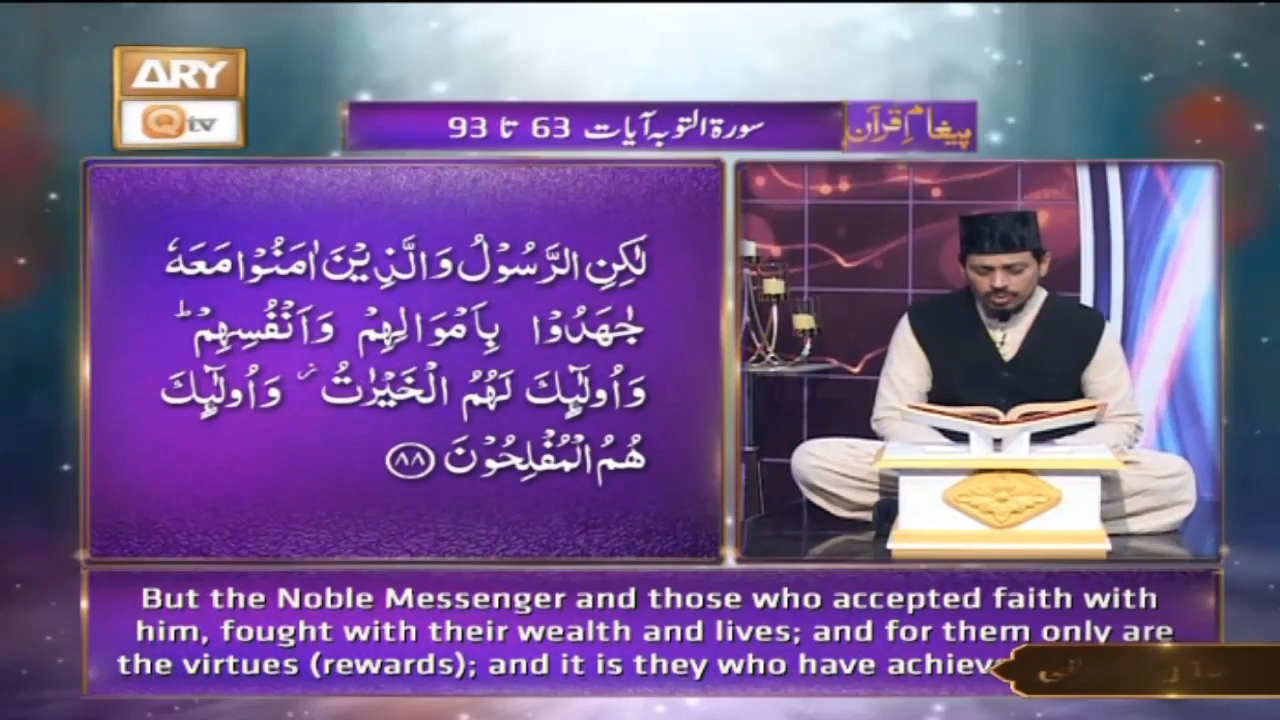 ARY
Qtv
سورۃ التوبہ آیات 63 تا 93
پیغامِ قرآن
لٰكِنِ الرَّسُوْلُ وَالَّذِيْنَ اٰمَنُوْا مَعَهٗ
جٰهَدُوْا بِاَمْوَالِهِمْ وَاَنْفُسِهِمْ ؕ
وَاُولٰٓئِكَ لَهُمُ الْخَيْرٰتُ ۡ وَاُولٰٓئِكَ
هُمُ الْمُفْلِحُوْنَ ﴿۸۸﴾
But the Noble Messenger and those who accepted faith with
him, fought with their wealth and lives; and for them only are
the virtues (rewards); and it is they who have achiev